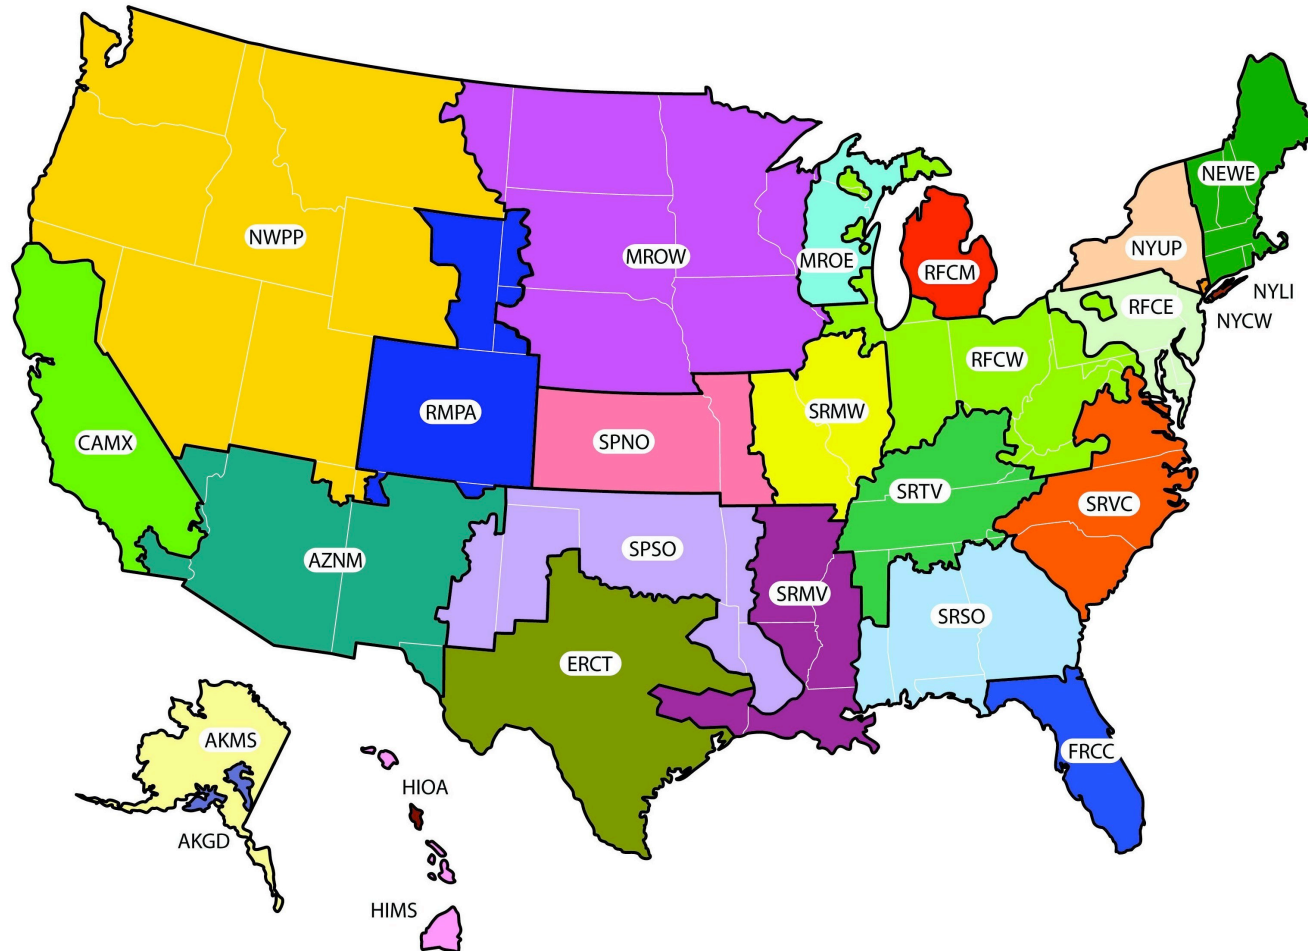 NEWE
NWPP
MROW
MROE
RFCM
NYUP
NYLI
RFCE
NYCW
RFCW
RMPA
SRMW
CAMX
SPNO
SRTV
SRVC
AZNM
SPSO
SRMV
SRSO
ERCT
AKMS
FRCC
HIOA
AKGD
HIMS